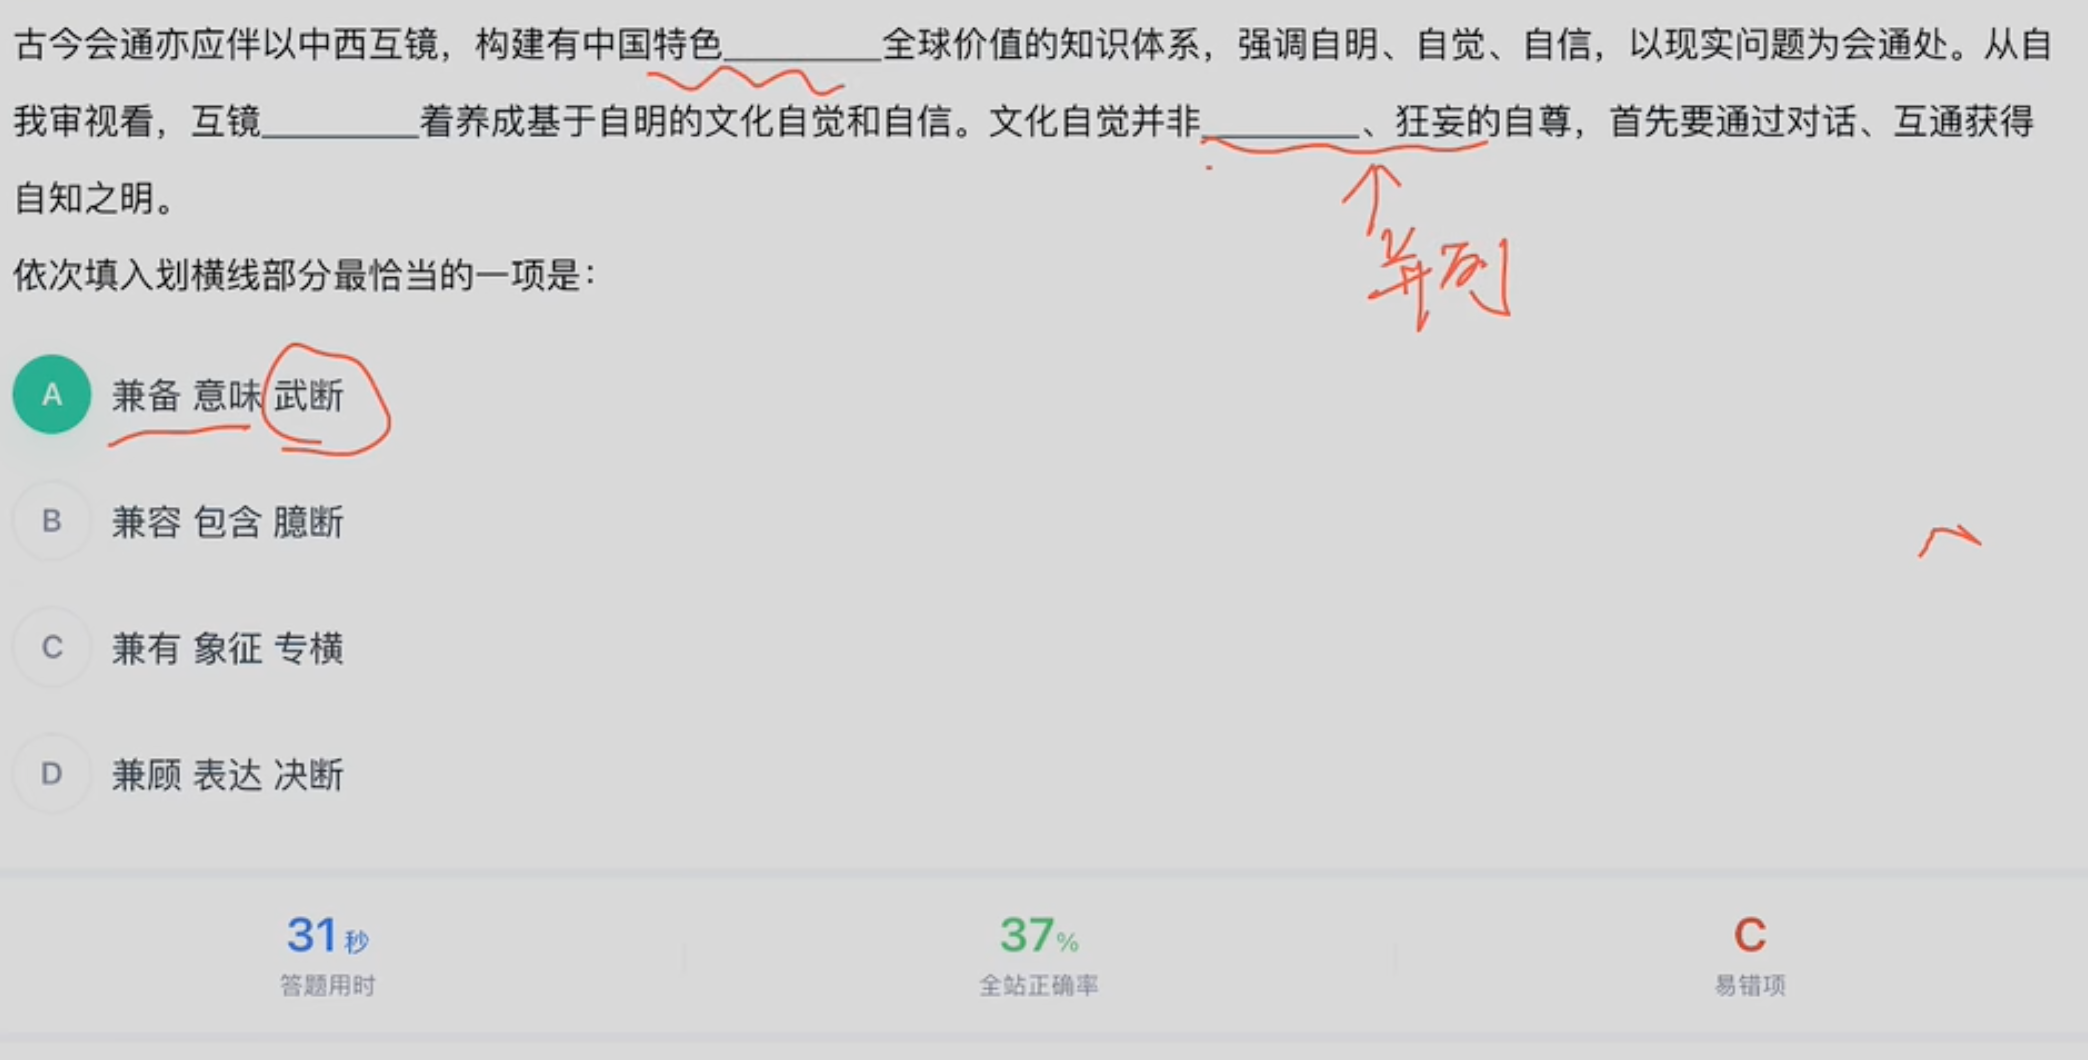 古今会通亦应伴以中西互镜，构建有中国特色_________全球价值的知识体系，强调自明、自觉、自信，以现实问题为会通处。从自
我审视看，互镜_________着养成基于自明的文化自觉和自信。文化自觉并非_________、狂妄的自尊，首先要通过对话、互通获得
自知之明。
并列
依次填入划横线部分最恰当的一项是：
A 兼备 意味 武断
B 兼容 包含 臆断
C 兼有 象征 专横
D 兼顾 表达 决断
31秒 37% C
答题用时 全站正确率 易错项